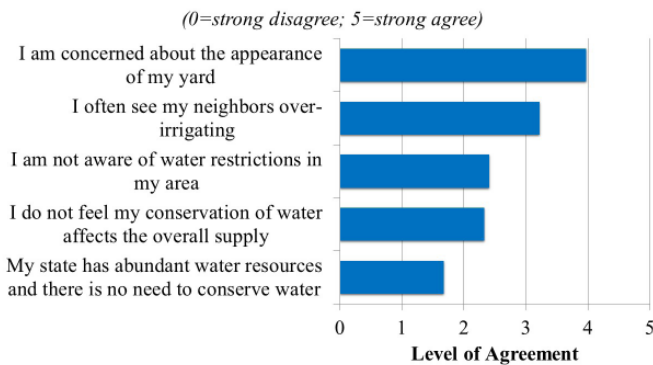 (0=strong disagree; 5=strong agree)
I am concerned about the appearance
of my yard
I often see my neighbors over-
irrigating
I am not aware of water restrictions in
my area
I do not feel my conservation of water
affects the overall supply
My state has abundant water resources
and there is no need to conserve water
0 1 2 3 4 5
Level of Agreement